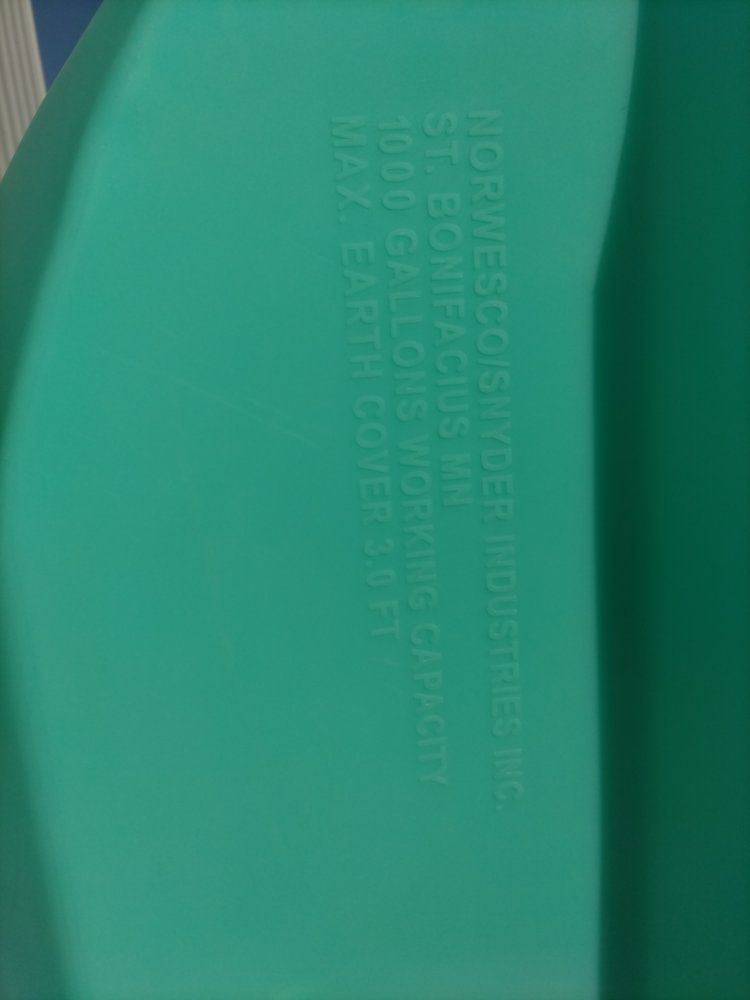 NORWESCO/SNYDER INDUSTRIES INC.
ST. BONIFACIUS MN
1000 GALLONS WORKING CAPACITY
MAX. EARTH COVER 3.0 FT